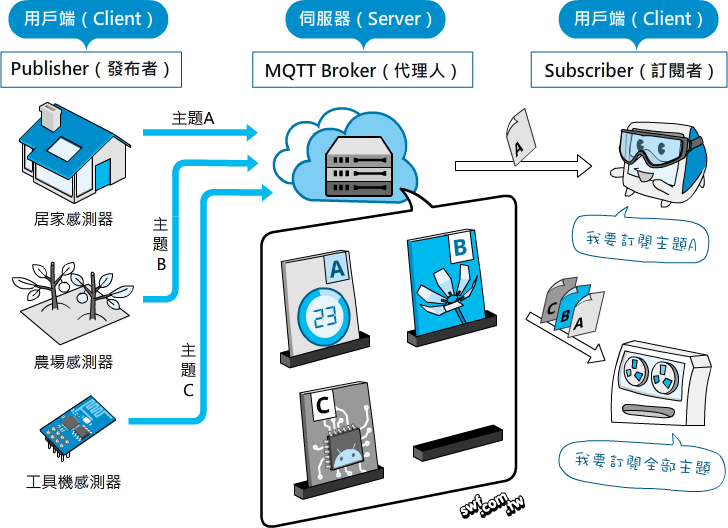 用戶端（Client）
伺服器（Server）
用戶端（Client）
Publisher（發布者）
MQTT Broker（代理人）
Subscriber（訂閱者）
主題A
主題B
主題C
居家感測器
農場感測器
工具機感測器
A
23
B
C
A
我要訂閱主題A
C
B
A
我要訂閱全部主題
swf.com.tw